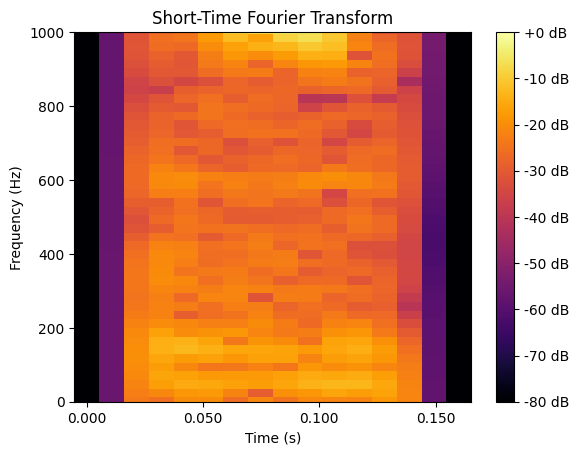 Short-Time Fourier Transform
1000
800
600
400
200
0
Frequency (Hz)
0.000
0.050
0.100
0.150
Time (s)
+0 dB
-10 dB
-20 dB
-30 dB
-40 dB
-50 dB
-60 dB
-70 dB
-80 dB